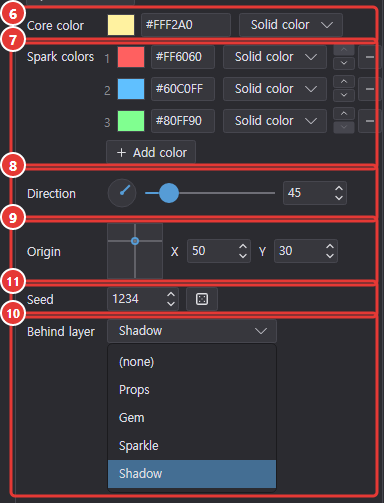 6
Core color #FFF2A0 Solid color
7
Spark colors 1 #FF6060 Solid color
2 #60C0FF Solid color
3 #80FF90 Solid color
+ Add color
8
Direction 45
9
Origin X 50 Y 30
11
Seed 1234
10
Behind layer Shadow
(none)
Props
Gem
Sparkle
Shadow